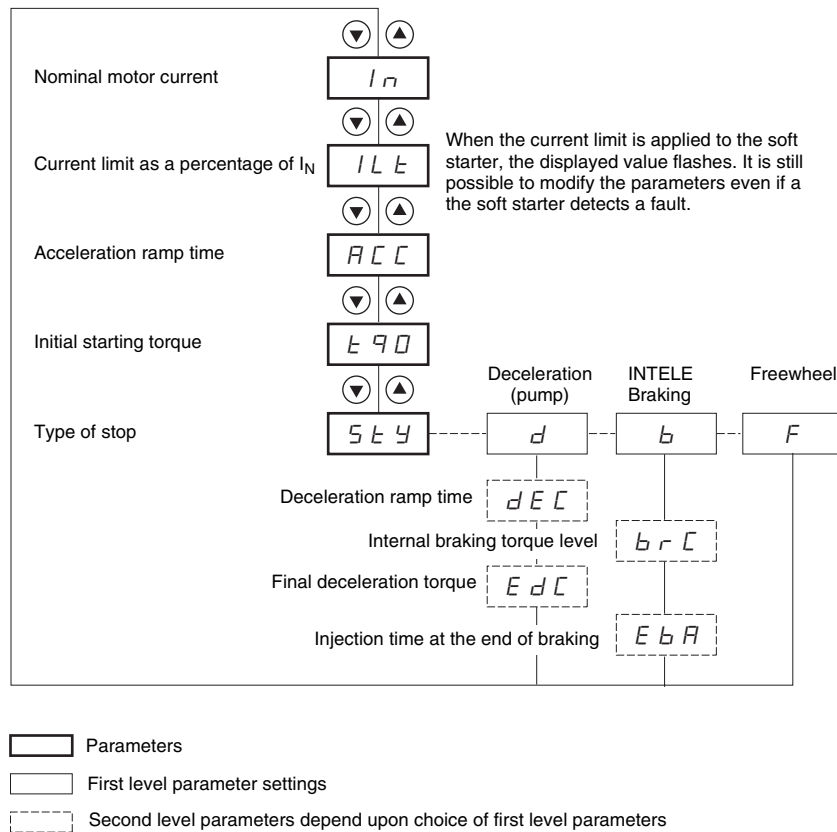 Nominal motor current
In
Current limit as a percentage of IN
ILt
When the current limit is applied to the soft
starter, the displayed value flashes. It is still
possible to modify the parameters even if a
the soft starter detects a fault.
Acceleration ramp time
ACC
Initial starting torque
tq0
Deceleration
(pump)
INTELE
Braking
Freewheel
Type of stop
StY
d
b
F
Deceleration ramp time
dEC
Internal braking torque level
brC
Final deceleration torque
EdC
Injection time at the end of braking
EbA
Parameters
First level parameter settings
Second level parameters depend upon choice of first level parameters